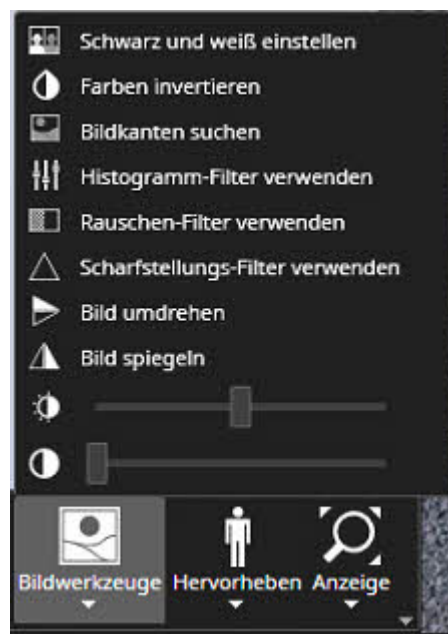 Schwarz und weiß einstellen
Farben invertieren
Bildkanten suchen
Histogramm-Filter verwenden
Rauschen-Filter verwenden
Scharfstellungs-Filter verwenden
Bild umdrehen
Bild spiegeln
Bildwerkzeuge Hervorheben Anzeige